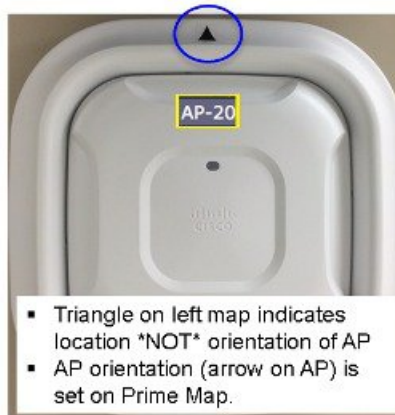 AP-20
CISCO
▪ Triangle on left map indicates
location *NOT* orientation of AP
▪ AP orientation (arrow on AP) is
set on Prime Map.